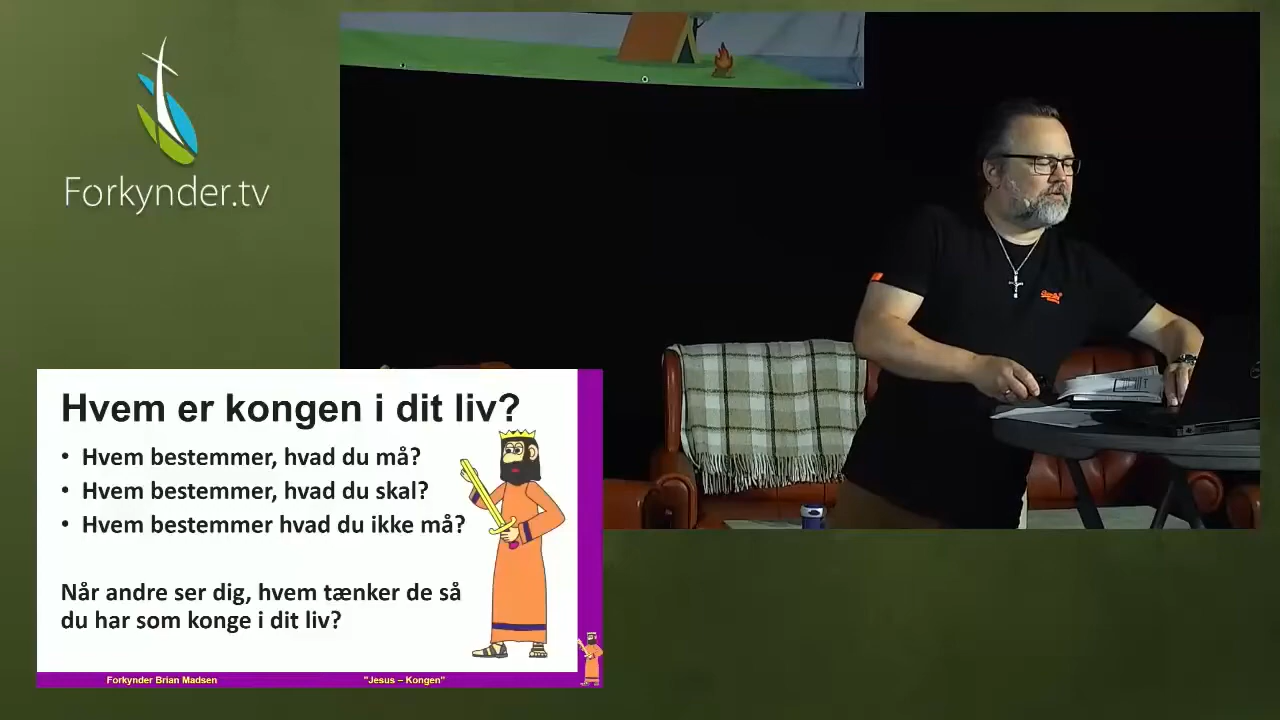 Forkynder.tv
Hvem er kongen i dit liv?
• Hvem bestemmer, hvad du må?
• Hvem bestemmer, hvad du skal?
• Hvem bestemmer hvad du ikke må?
Når andre ser dig, hvem tænker de så
du har som konge i dit liv?
Forkynder Brian Madsen
"Jesus – Kongen"